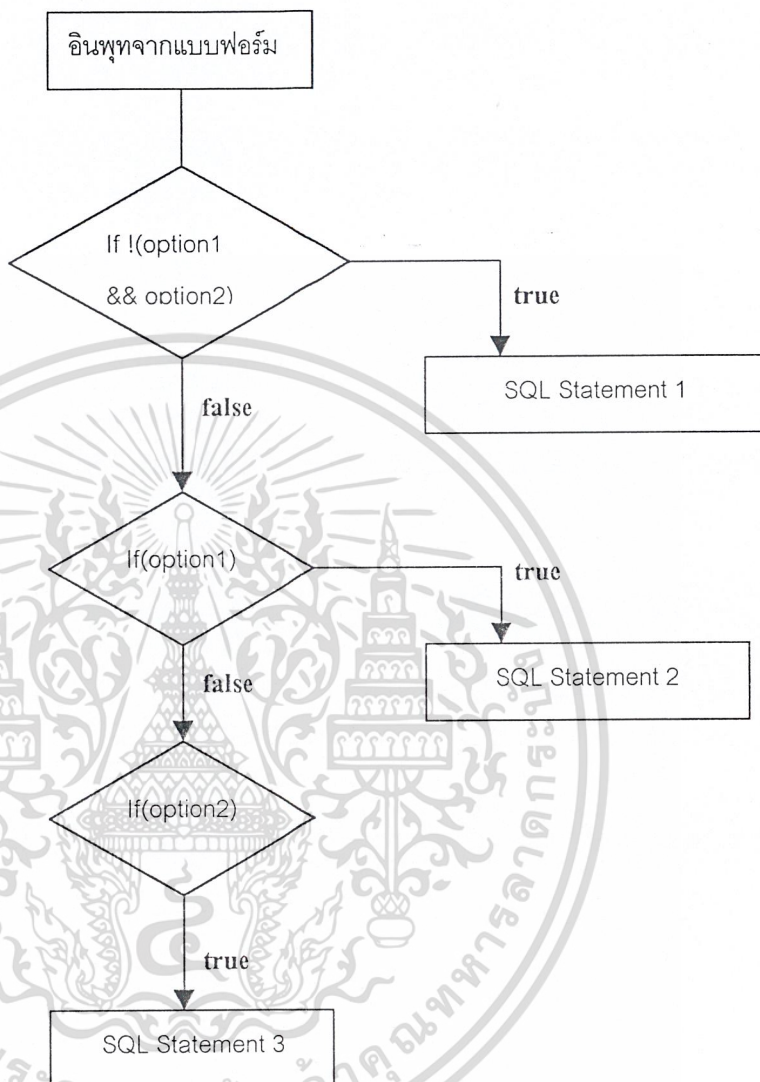 อินพุทจากแบบฟอร์ม
If !(option1
&& option2)
true
SQL Statement 1
false
If(option1)
true
SQL Statement 2
false
If(option2)
true
SQL Statement 3